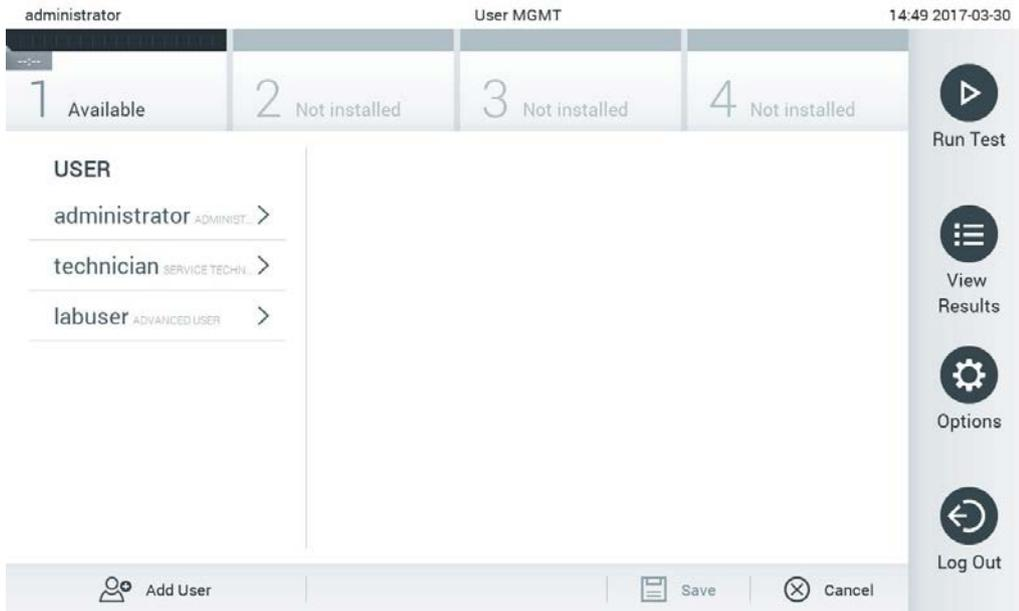 administrator User MGMT 14:49 2017-03-30
--:--
1 Available 2 Not installed 3 Not installed 4 Not installed
Run Test
USER
administrator ADMINIST...
technician SERVICE TECHN...
labuser ADVANCED USER
View
Results
Options
Log Out
Add User Save Cancel